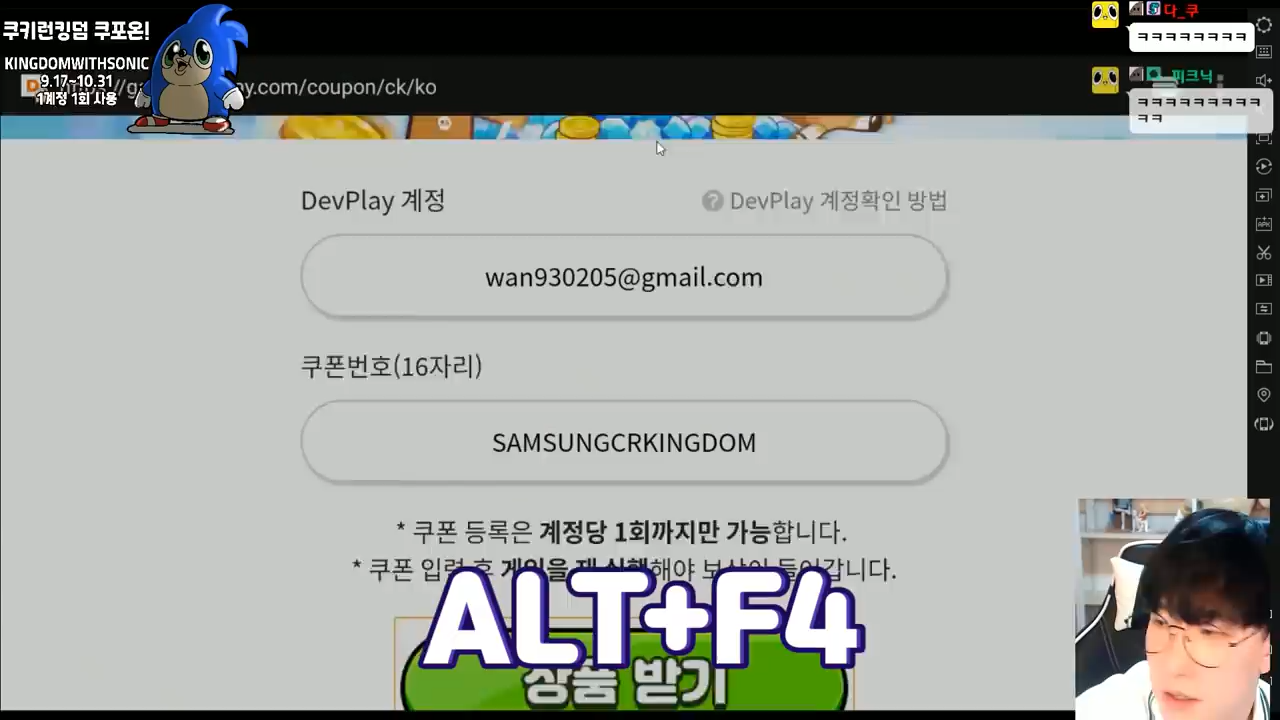 쿠키런킹덤 쿠포온!
KINGDOMWITHSONIC
9.17~10.31
1계정 1회 사용
y.com/coupon/ck/ko
다_쿠
ㅋㅋㅋㅋㅋㅋㅋㅋ
피크닉
ㅋㅋㅋㅋㅋㅋㅋㅋㅋ
ㅋㅋ
DevPlay 계정
? DevPlay 계정확인 방법
wan930205@gmail.com
쿠폰번호(16자리)
SAMSUNGCRKINGDOM
* 쿠폰 등록은 계정당 1회까지만 가능합니다.
* 쿠폰 입력 후 게임을 재 실행해야 보상이 들어갑니다.
ALT+F4
상품 받기